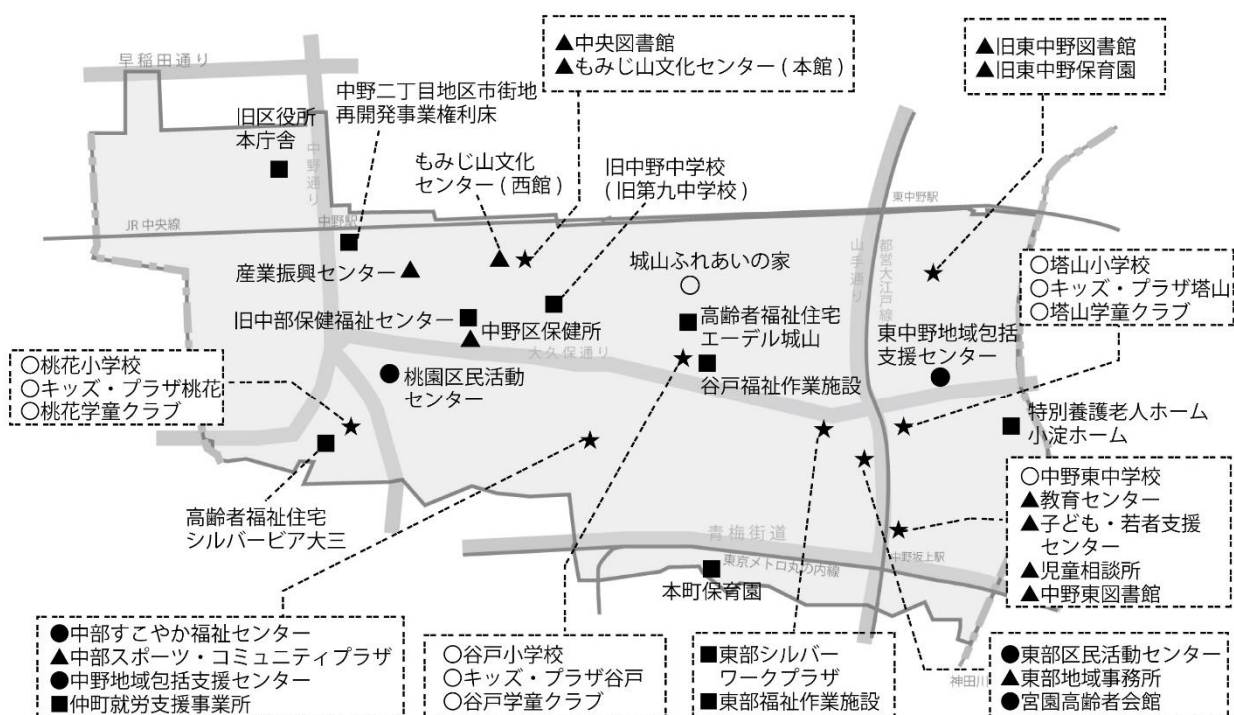 ▲中央図書館
▲もみじ山文化センター(本館)
▲旧東中野図書館
▲旧東中野保育園
早稲田通り
中野二丁目地区市街地
再開発事業権利床
旧区役所
本庁舎
中野通り
もみじ山文化
センター(西館)
旧中野中学校
(旧第九中学校)
東中野駅
JR中央線
中野駅
山手通り
都営大江戸線
産業振興センター
城山ふれあいの家
○塔山小学校
○キッズ・プラザ塔山
○塔山学童クラブ
旧中部保健福祉センター
中野区保健所
高齢者福祉住宅
エーデル城山
東中野地域包括
支援センター
大久保通り
○桃花小学校
○キッズ・プラザ桃花
○桃花学童クラブ
桃園区民活動
センター
谷戸福祉作業施設
特別養護老人ホーム
小淀ホーム
高齢者福祉住宅
シルバーピア大三
○中野東中学校
▲教育センター
▲子ども・若者支援
センター
▲児童相談所
▲中野東図書館
青梅街道
中野坂上駅
東京メトロ丸の内線
本町保育園
●中部すこやか福祉センター
▲中部スポーツ・コミュニティプラザ
●中野地域包括支援センター
■仲町就労支援事業所
○谷戸小学校
○キッズ・プラザ谷戸
○谷戸学童クラブ
■東部シルバー
ワークプラザ
■東部福祉作業施設
神田川
●東部区民活動センター
▲東部地域事務所
●宮園高齢者会館